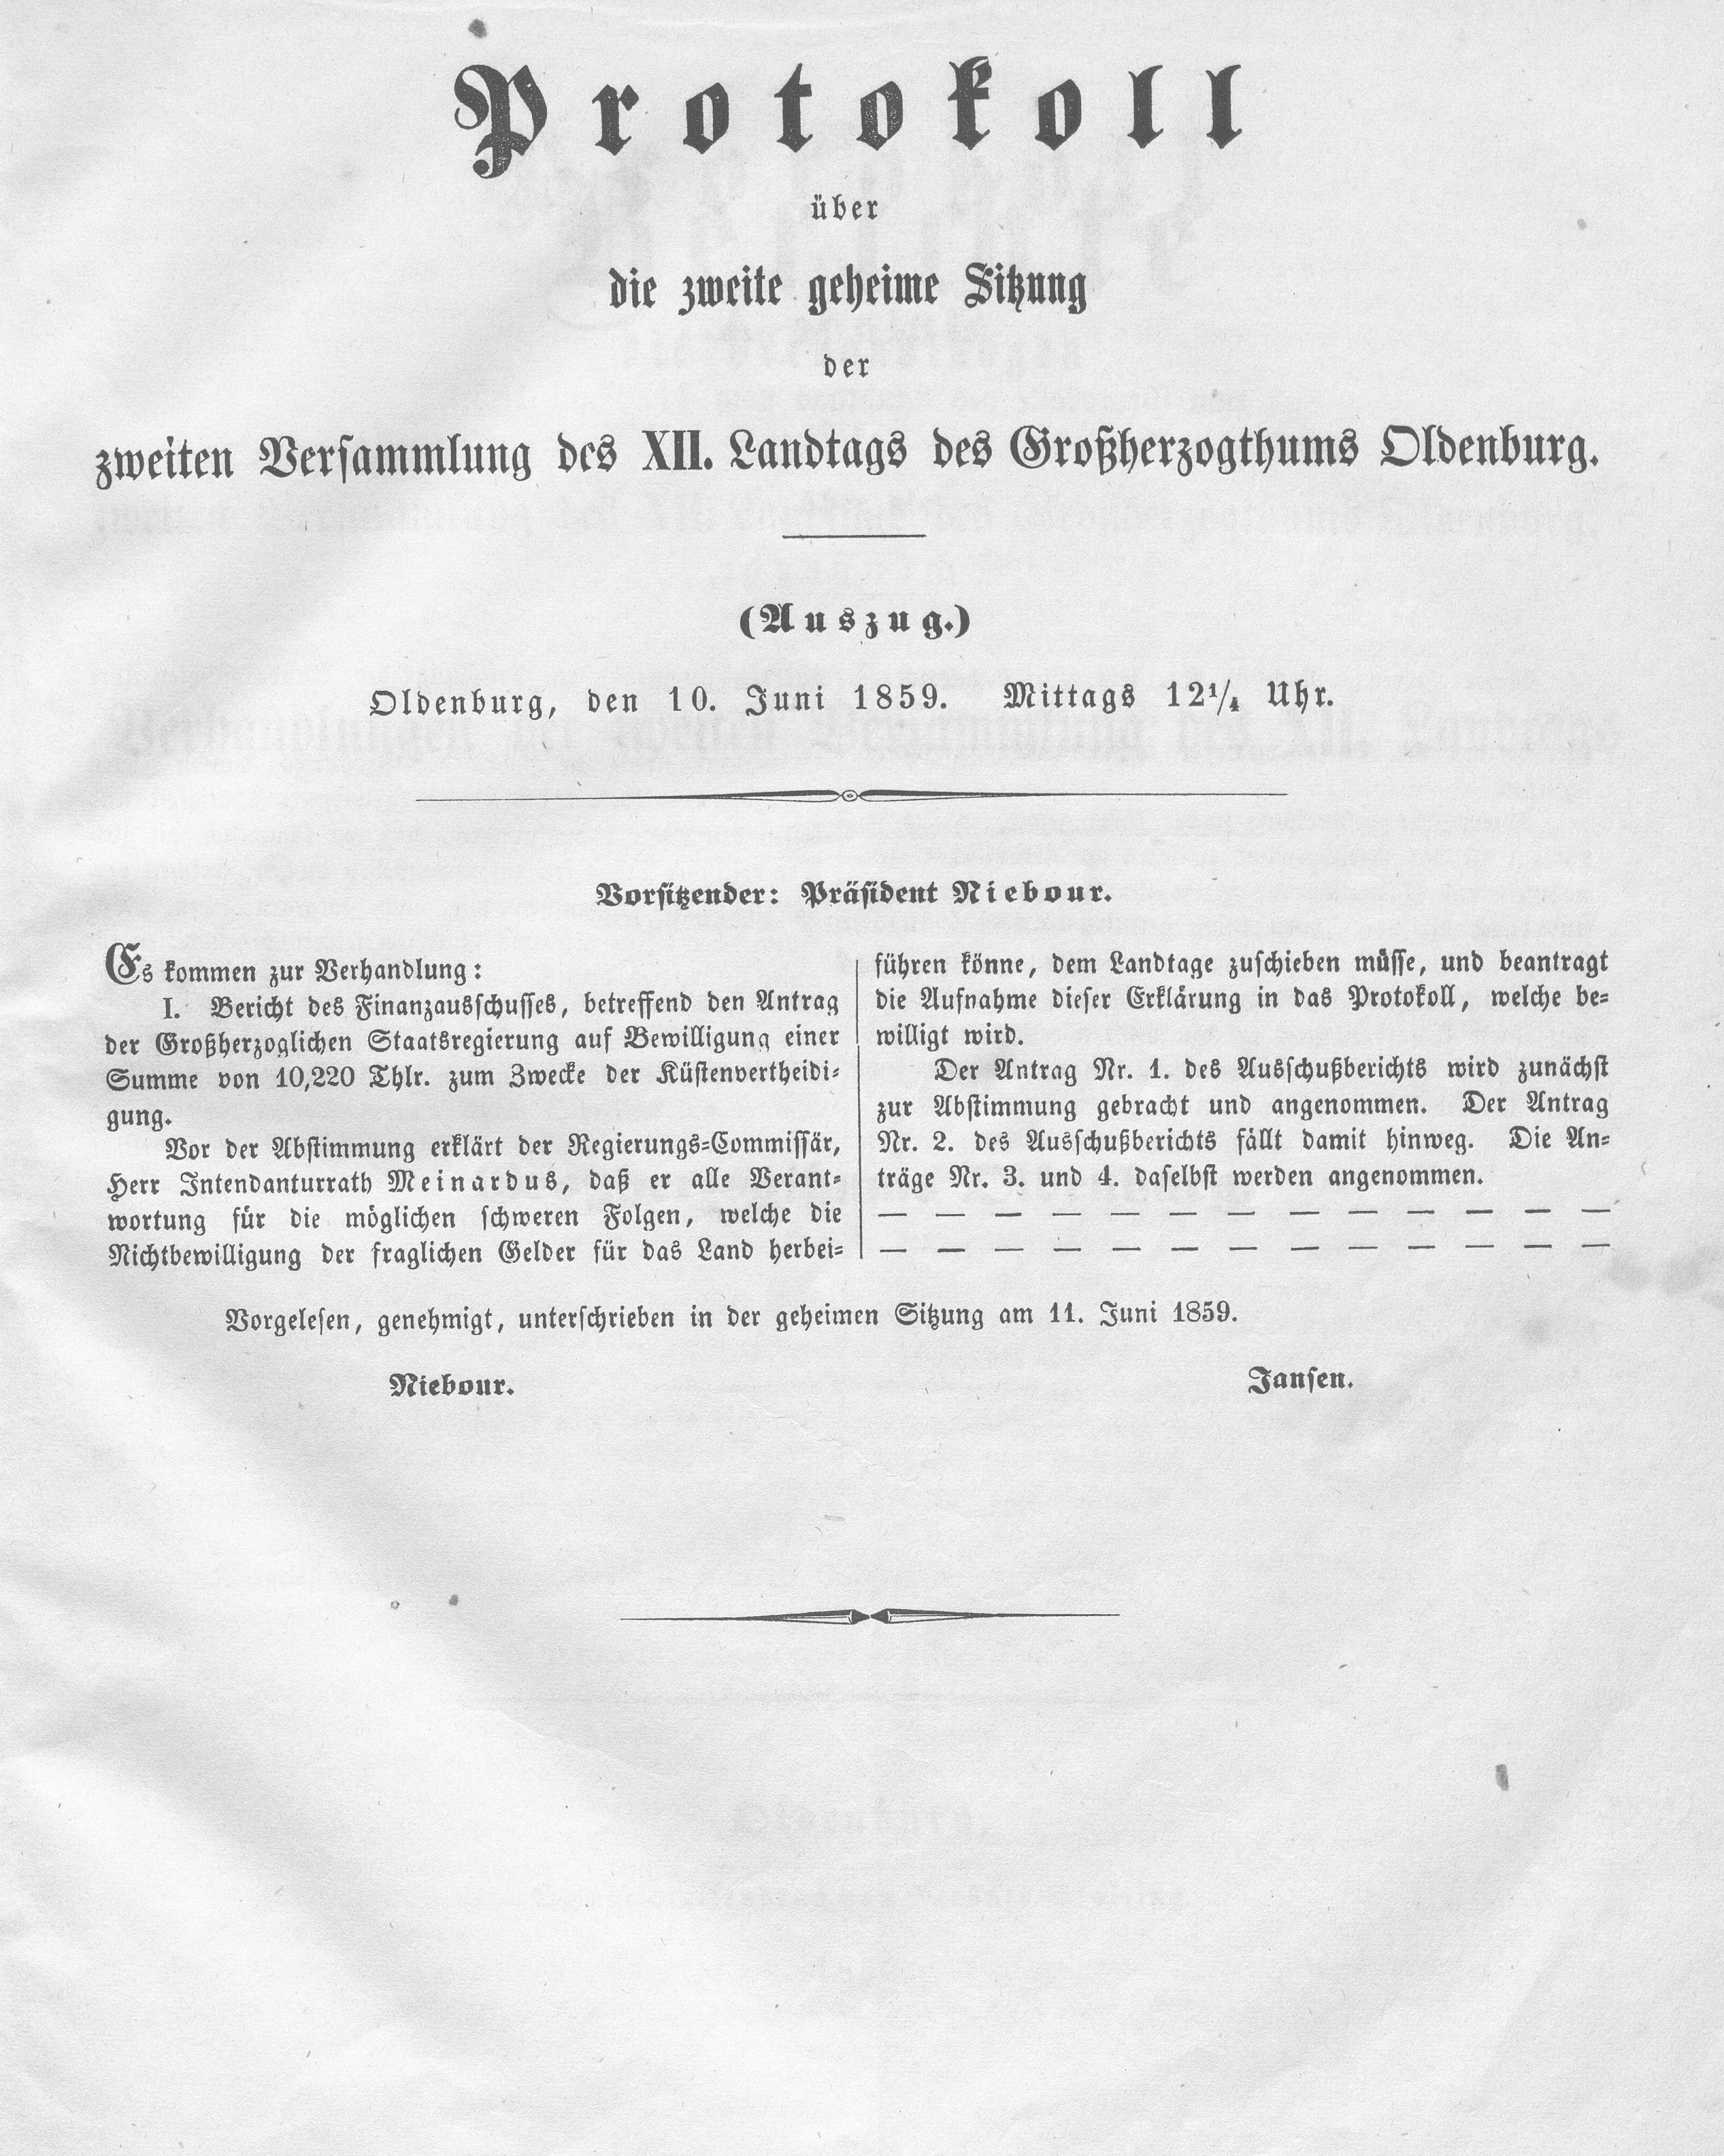 Protokoll
über
die zweite geheime Sitzung
der
zweiten Versammlung des XII. Landtags des Großherzogthums Oldenburg.
(Auszug.)
Oldenburg, den 10. Juni 1859. Mittags 12¼ Uhr.
Vorsitzender: Präsident Niebour.
Es kommen zur Verhandlung:
I. Bericht des Finanzausschusses, betreffend den Antrag
der Großherzoglichen Staatsregierung auf Bewilligung einer
Summe von 10,220 Thlr. zum Zwecke der Küstenvertheidi-
gung.
Vor der Abstimmung erklärt der Regierungs-Commissär,
Herr Intendanturrath Meinardus, daß er alle Verant-
wortung für die möglichen schweren Folgen, welche die
Nichtbewilligung der fraglichen Gelder für das Land herbei-
führen könne, dem Landtage zuschieben müsse, und beantragt
die Aufnahme dieser Erklärung in das Protokoll, welche be-
willigt wird.
Der Antrag Nr. 1. des Ausschußberichts wird zunächst
zur Abstimmung gebracht und angenommen. Der Antrag
Nr. 2. des Ausschußberichts fällt damit hinweg. Die An-
träge Nr. 3. und 4. daselbst werden angenommen.
— — — — — — — — — — — — —
— — — — — — — — — — — — —
Vorgelesen, genehmigt, unterschrieben in der geheimen Sitzung am 11. Juni 1859.
Niebour. Jansen.